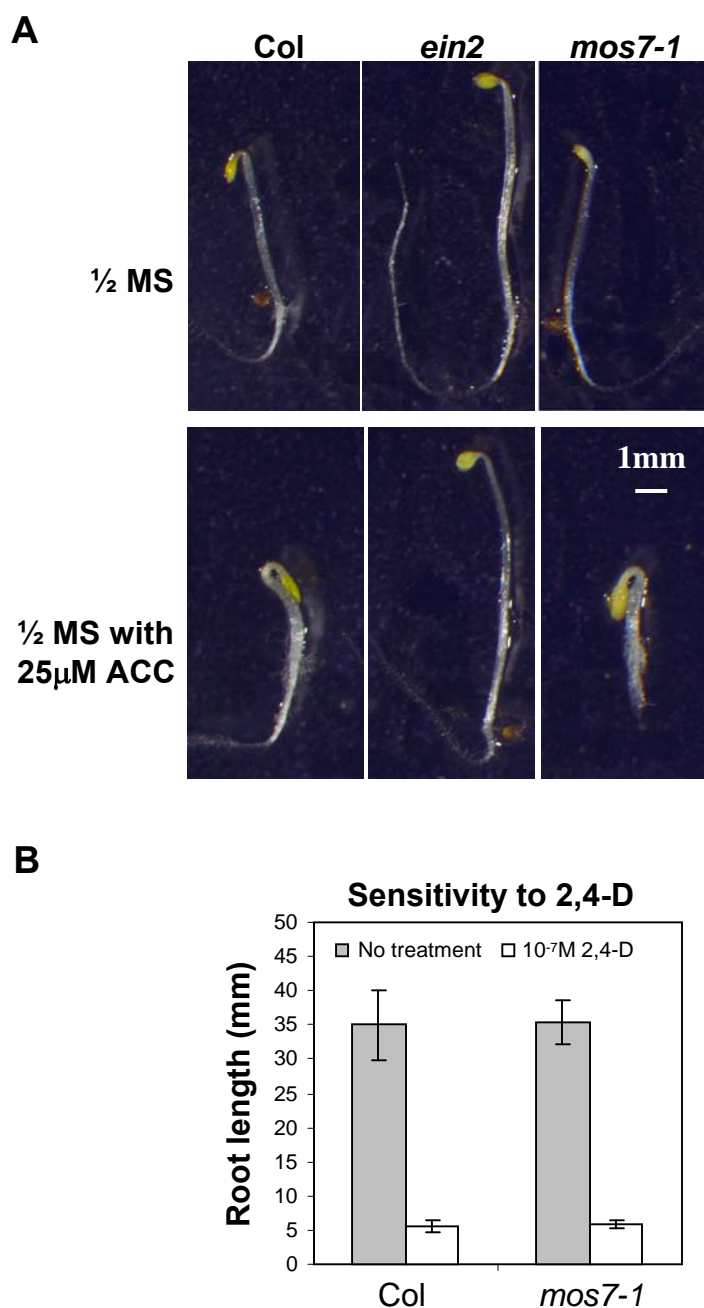 A
Col ein2 mos7-1
½ MS
1mm
½ MS with
25μM ACC
B
Sensitivity to 2,4-D
50
45
40
35
30
25
20
15
10
5
0
No treatment 10⁻⁷M 2,4-D
Root length (mm)
Col mos7-1